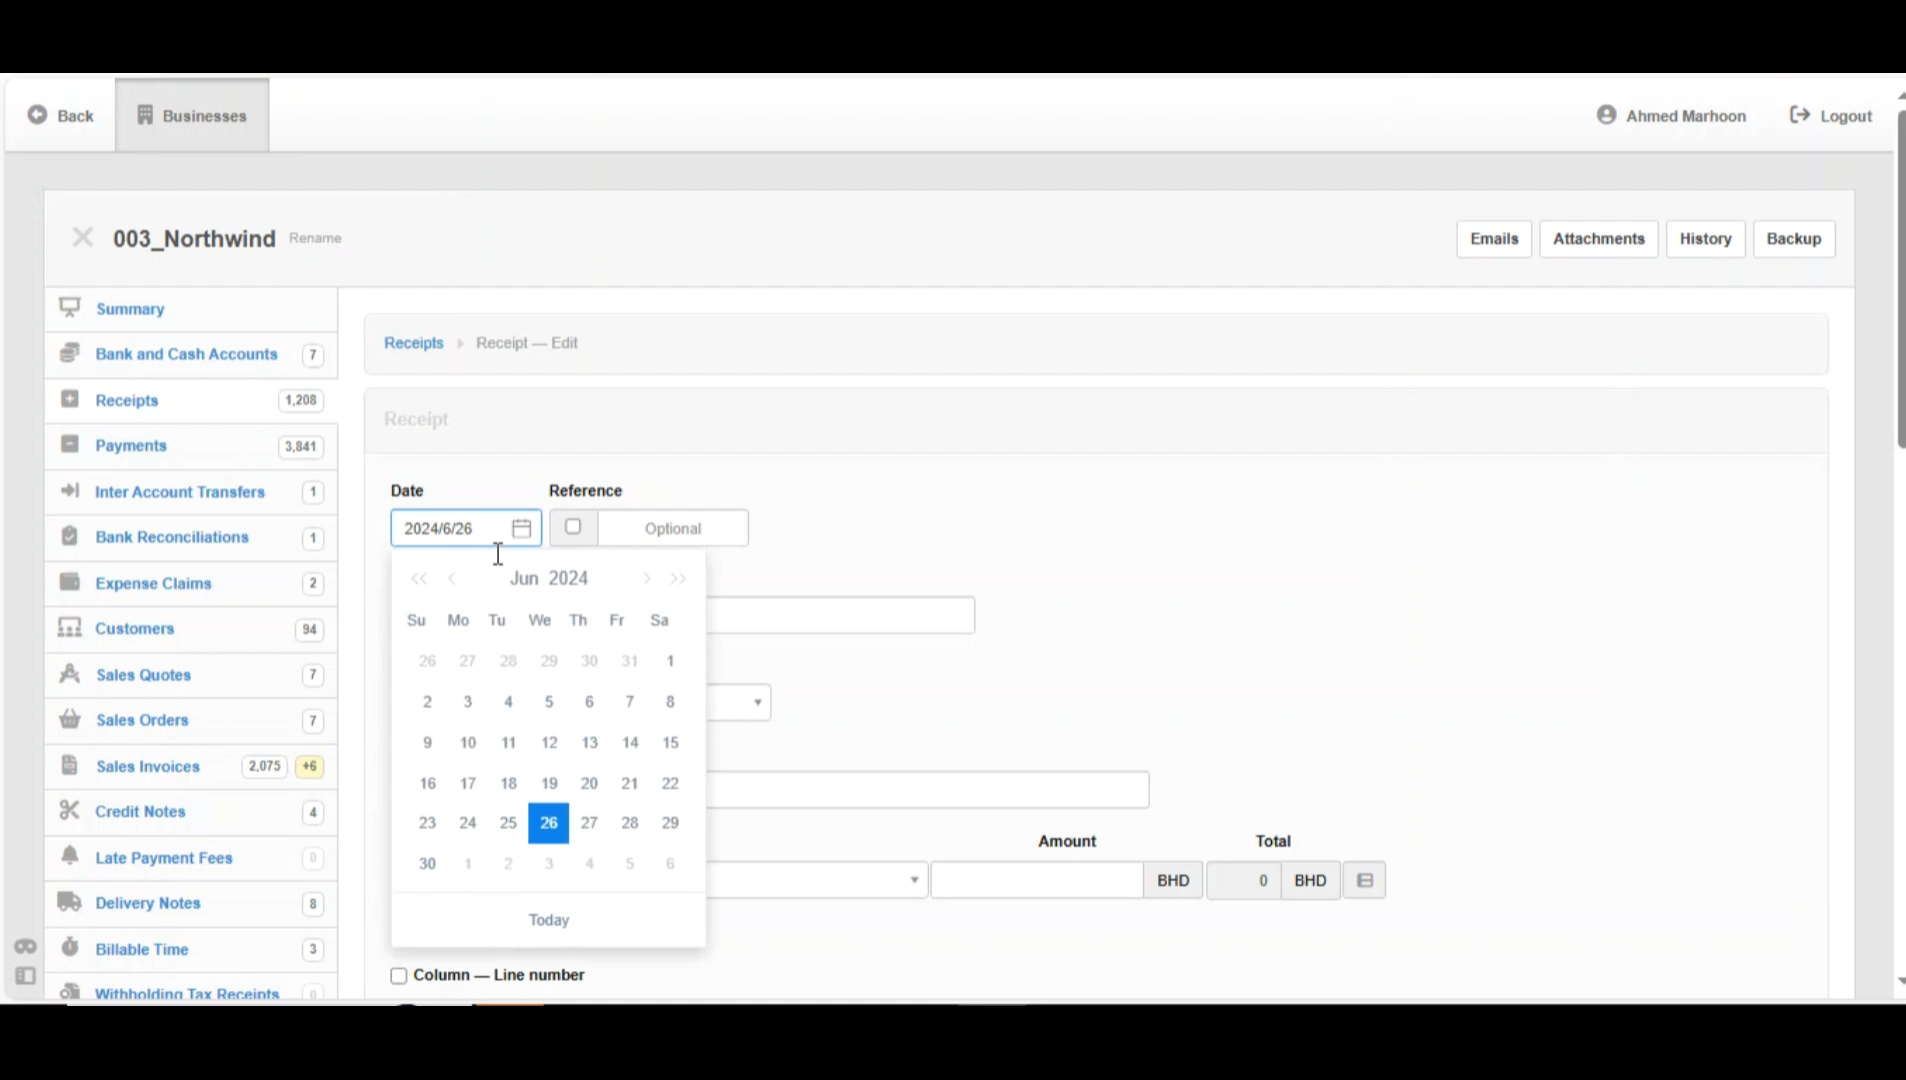 Back
Businesses
Ahmed Marhoon
Logout
003_Northwind Rename
Emails
Attachments
History
Backup
Summary
Bank and Cash Accounts 7
Receipts 1,208
Payments 3,841
Inter Account Transfers 1
Bank Reconciliations 1
Expense Claims 2
Customers 94
Sales Quotes 7
Sales Orders 7
Sales Invoices 2,075 +6
Credit Notes 4
Late Payment Fees 0
Delivery Notes 8
Billable Time 3
Withholding Tax Receipts 0
Receipts Receipt — Edit
Receipt
Date Reference
2024/6/26 Optional
Jun 2024
Su Mo Tu We Th Fr Sa
26 27 28 29 30 31 1
2 3 4 5 6 7 8
9 10 11 12 13 14 15
16 17 18 19 20 21 22
23 24 25 26 27 28 29
30 1 2 3 4 5 6
Today
Amount Total
BHD 0 BHD
Column — Line number